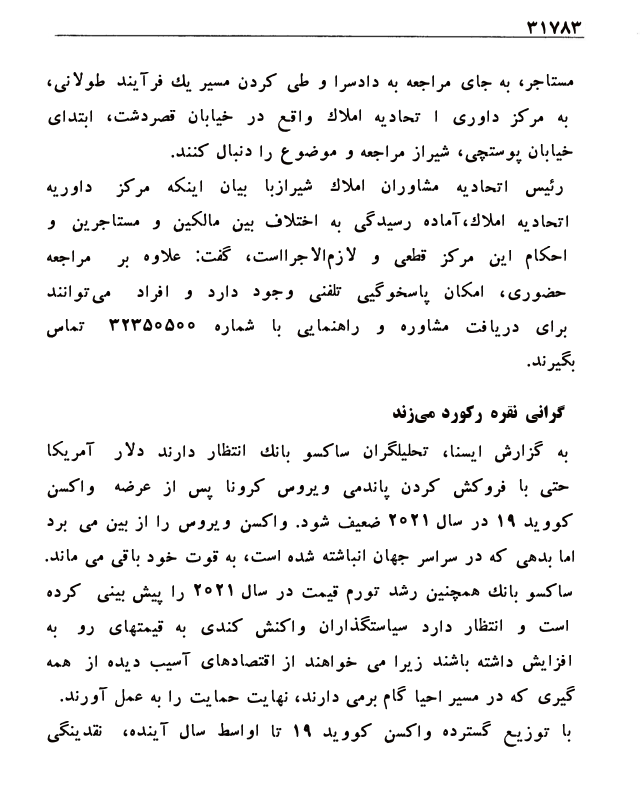 ۳۱۷۸۳
مستاجر، به جای مراجعه به دادسرا و طی کردن مسیر یك فرآیند طولانی،
به مرکز داوری ا تحادیه املاك واقع در خیابان قصردشت، ابتدای
خیابان پوستچی، شیراز مراجعه و موضوع را دنبال کنند.
رئیس اتحادیه مشاوران املاك شیرازبا بیان اینکه مرکز داوریه
اتحادیه املاك،آماده رسیدگی به اختلاف بین مالکین و مستاجرین و
احکام این مرکز قطعی و لازم‌الاجرااست، گفت: علاوه بر مراجعه
حضوری، امکان پاسخوگیی تلفنی وجود دارد و افراد می‌توانند
برای دریافت مشاوره و راهنمایی با شماره ۳۲۳۵۰۵۰۰ تماس
بگیرند.
گرانی نقره رکورد می‌زند
به گزارش ایسنا، تحلیلگران ساکسو بانك انتظار دارند دلار آمریکا
حتی با فروکش کردن پاندمی ویروس کرونا پس از عرضه واکسن
کووید ۱۹ در سال ۲۰۲۱ ضعیف شود. واکسن ویروس را از بین می برد
اما بدهی که در سراسر جهان انباشته شده است، به قوت خود باقی می ماند.
ساکسو بانك همچنین رشد تورم قیمت در سال ۲۰۲۱ را پیش بینی کرده
است و انتظار دارد سیاستگذاران واکنش کندی به قیمتهای رو به
افزایش داشته باشند زیرا می خواهند از اقتصادهای آسیب دیده از همه
گیری که در مسیر احیا گام برمی دارند، نهایت حمایت را به عمل آورند.
با توزیع گسترده واکسن کووید ۱۹ تا اواسط سال آینده، نقدینگی